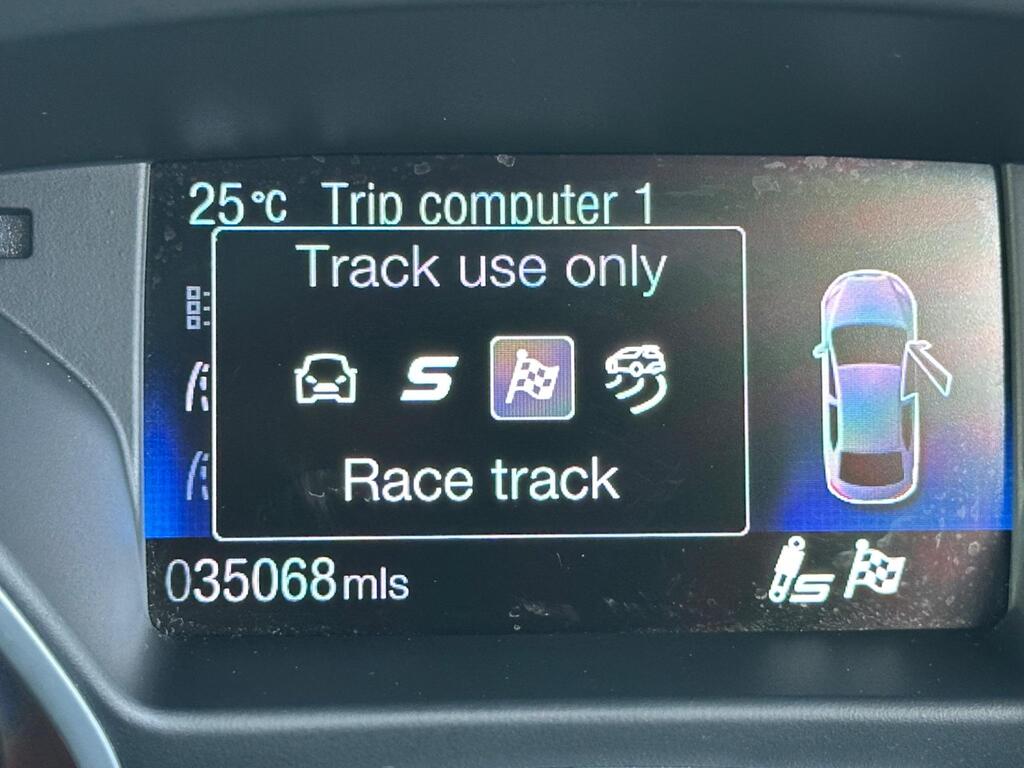 25°C Trip computer 1
Track use only
S
Race track
035068mls
S